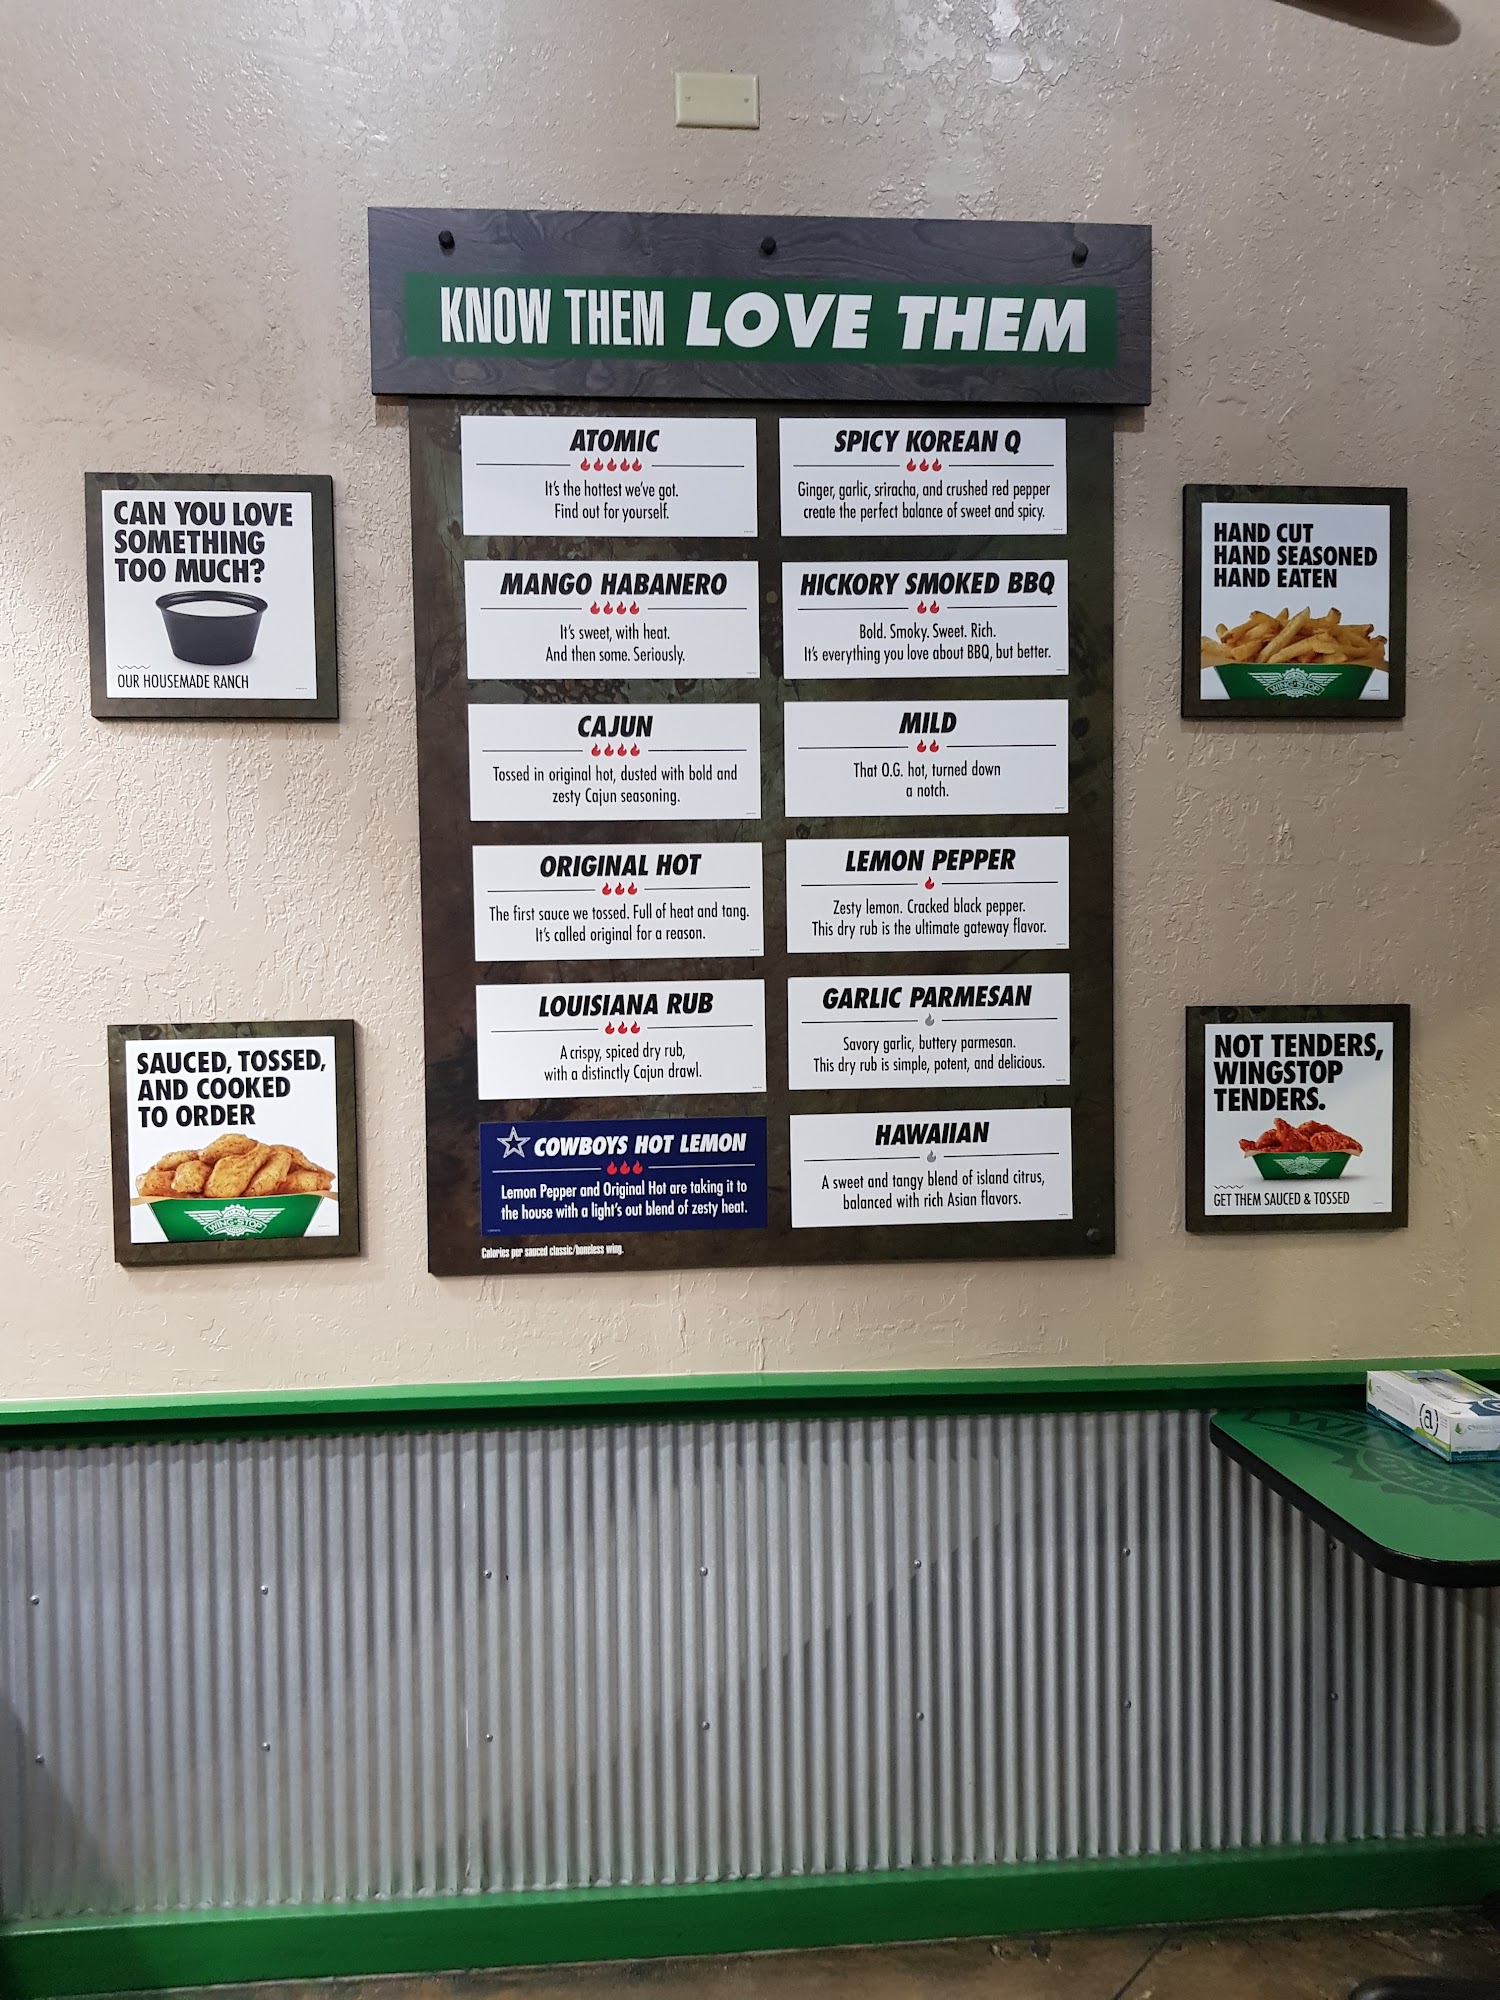 KNOW THEM LOVE THEM
ATOMIC
It's the hottest we've got.
Find out for yourself.
MANGO HABANERO
It's sweet, with heat.
And then some. Seriously.
CAJUN
Tossed in original hot, dusted with bold and
zesty Cajun seasoning.
ORIGINAL HOT
The first sauce we tossed. Full of heat and tang.
It's called original for a reason.
LOUISIANA RUB
A crispy, spiced dry rub,
with a distinctly Cajun drawl.
COWBOYS HOT LEMON
Lemon Pepper and Original Hot are taking it to
the house with a light's out blend of zesty heat.
Calories per sauced classic/boneless wing.
SPICY KOREAN Q
Ginger, garlic, sriracha, and crushed red pepper
create the perfect balance of sweet and spicy.
HICKORY SMOKED BBQ
Bold. Smoky. Sweet. Rich.
It's everything you love about BBQ, but better.
MILD
That O.G. hot, turned down
a notch.
LEMON PEPPER
Zesty lemon. Cracked black pepper.
This dry rub is the ultimate gateway flavor.
GARLIC PARMESAN
Savory garlic, buttery parmesan.
This dry rub is simple, potent, and delicious.
HAWAIIAN
A sweet and tangy blend of island citrus,
balanced with rich Asian flavors.
CAN YOU LOVE
SOMETHING
TOO MUCH?
OUR HOUSEMADE RANCH
SAUCED, TOSSED,
AND COOKED
TO ORDER
WING-STOP
HAND CUT
HAND SEASONED
HAND EATEN
WING-STOP
NOT TENDERS,
WINGSTOP
TENDERS.
GET THEM SAUCED & TOSSED